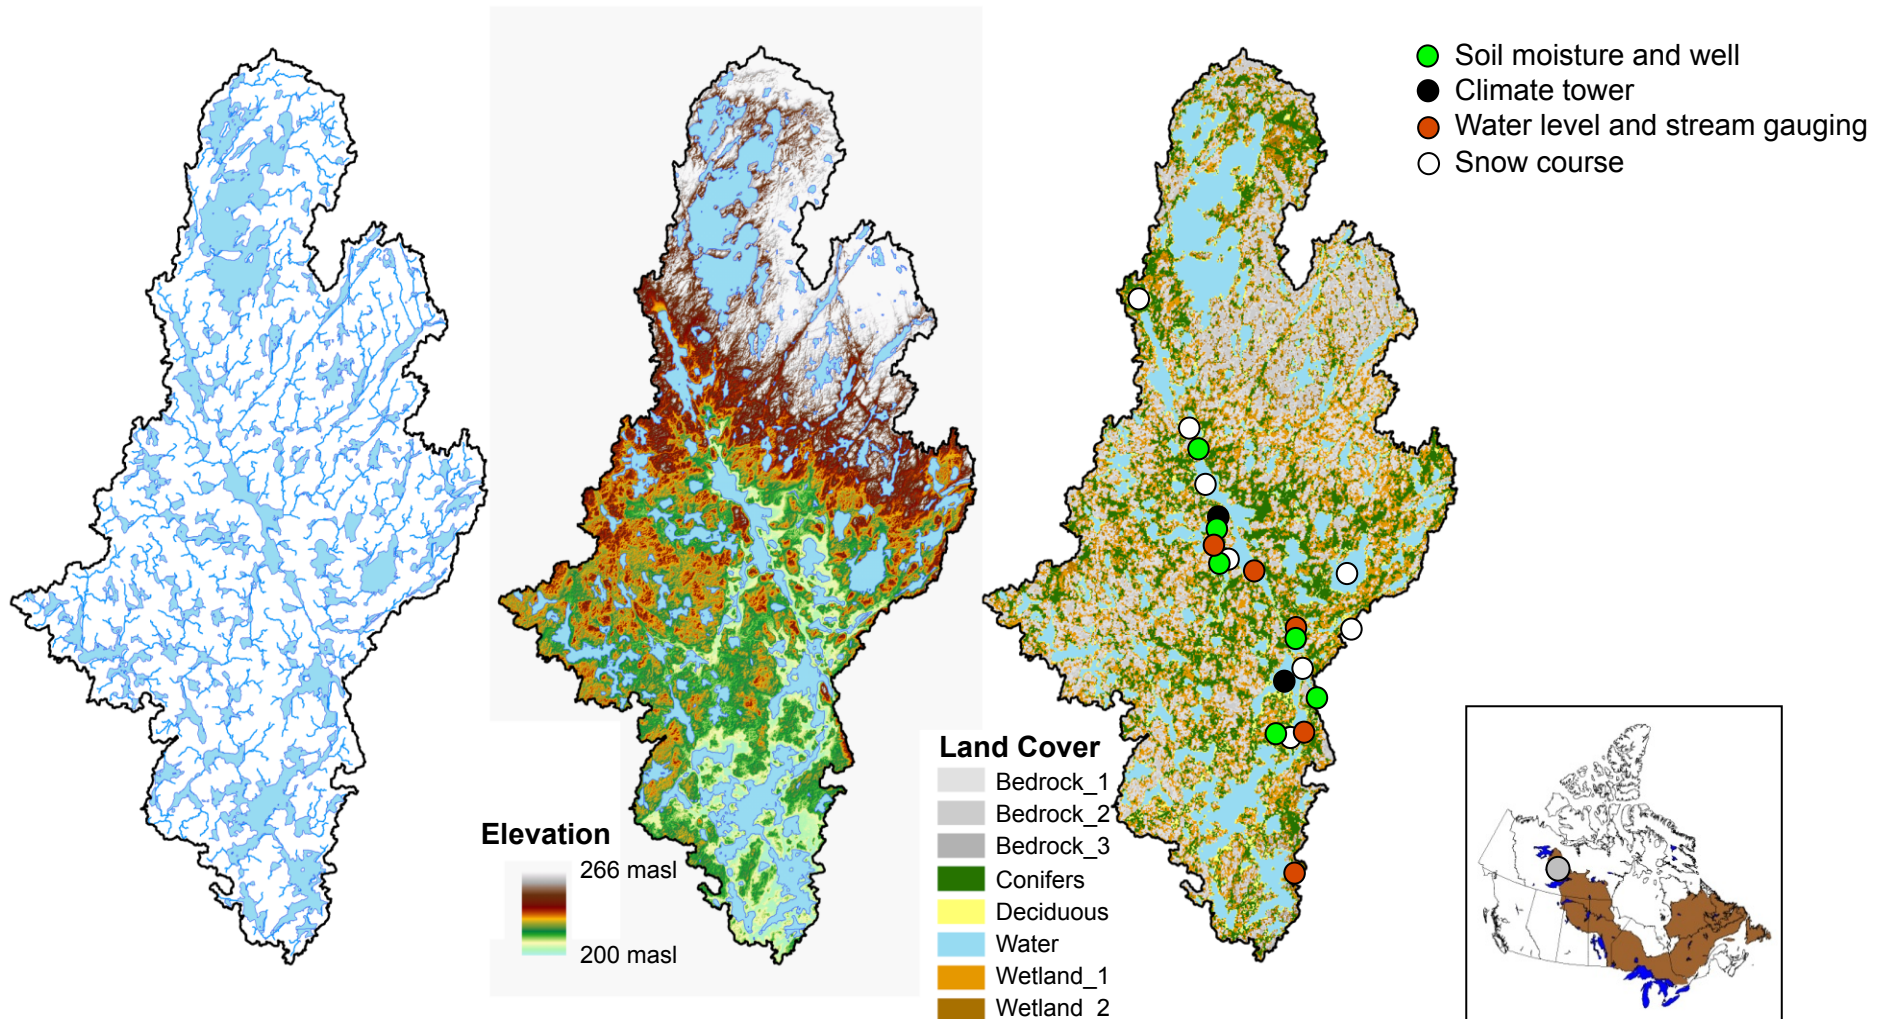 Soil moisture and well
Climate tower
Water level and stream gauging
Snow course
Elevation
266 masl
200 masl
Land Cover
Bedrock_1
Bedrock_2
Bedrock_3
Conifers
Deciduous
Water
Wetland_1
Wetland_2